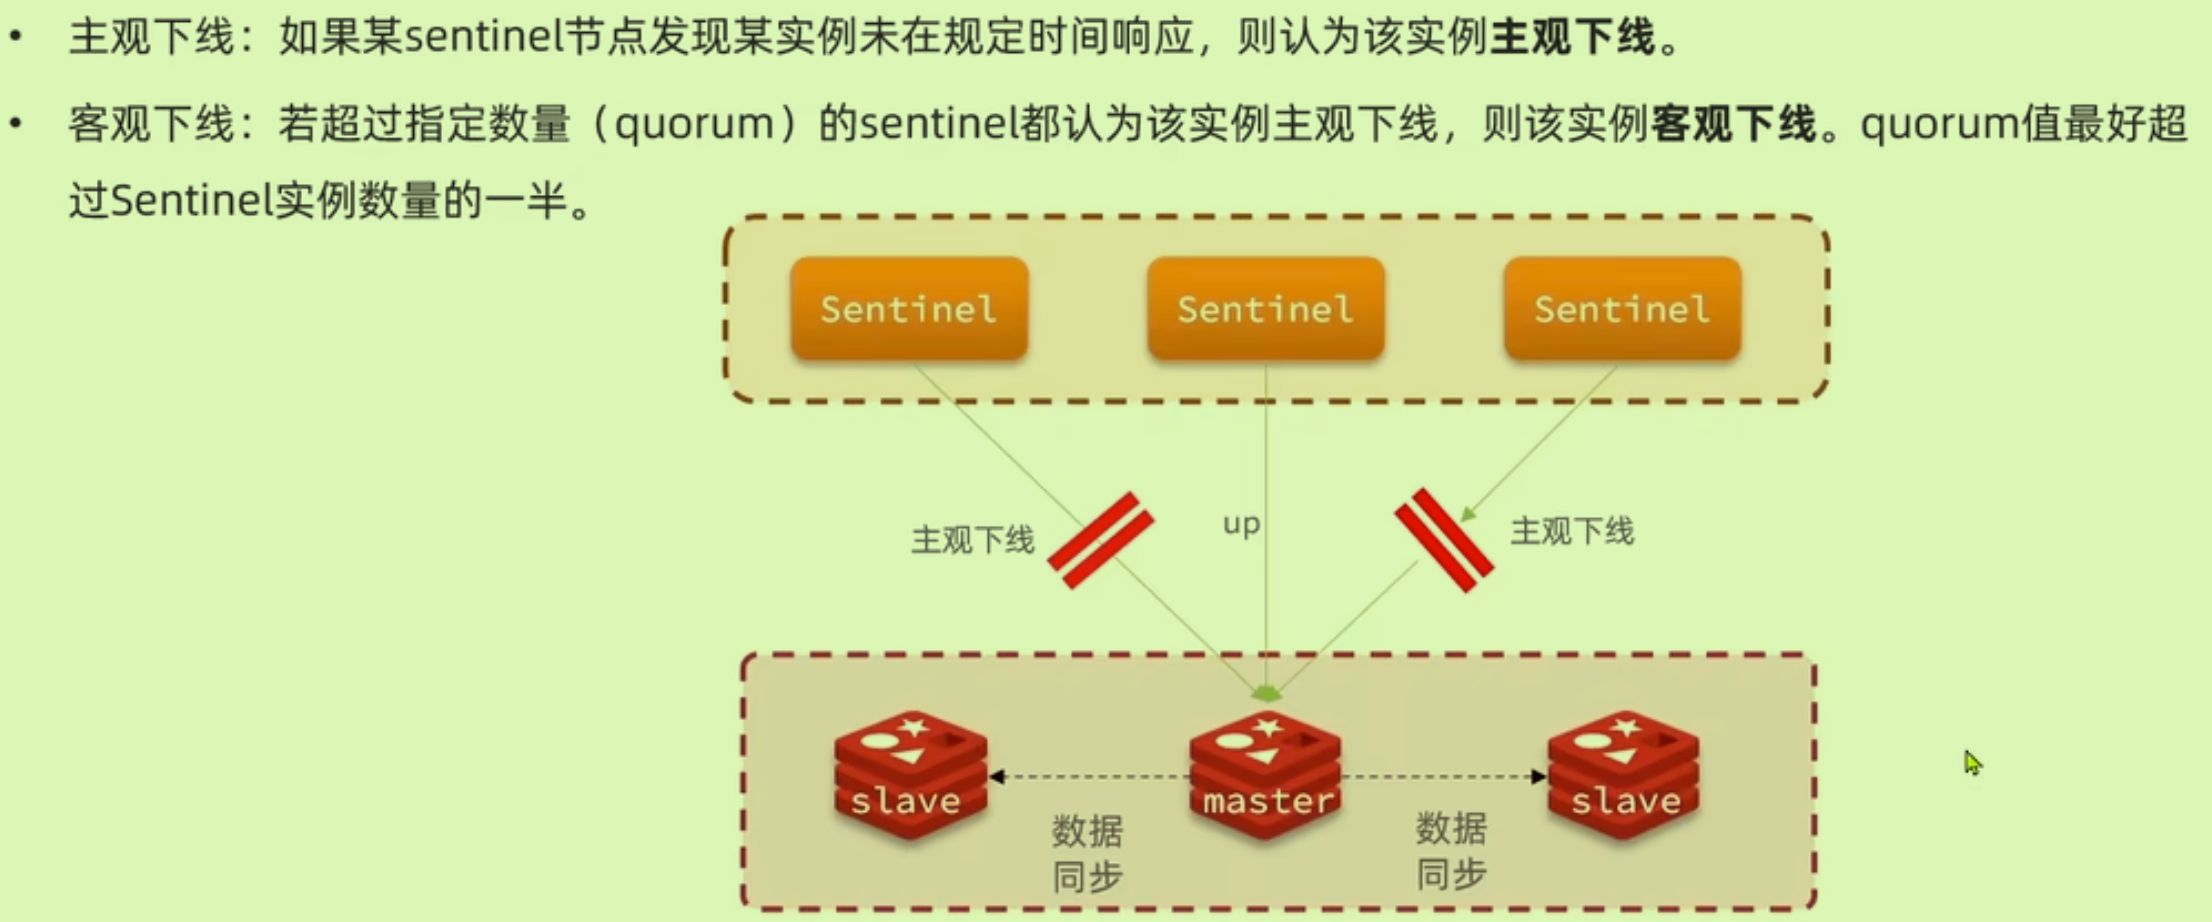 • 主观下线：如果某sentinel节点发现某实例未在规定时间响应，则认为该实例主观下线。
• 客观下线：若超过指定数量（quorum）的sentinel都认为该实例主观下线，则该实例客观下线。quorum值最好超
过Sentinel实例数量的一半。
Sentinel
Sentinel
Sentinel
主观下线
up
主观下线
slave
master
slave
数据
同步
数据
同步